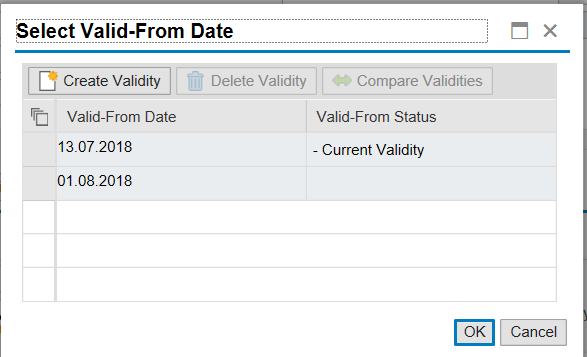 Select Valid-From Date
Create Validity Delete Validity Compare Validities
Valid-From Date Valid-From Status
13.07.2018 - Current Validity
01.08.2018
OK Cancel